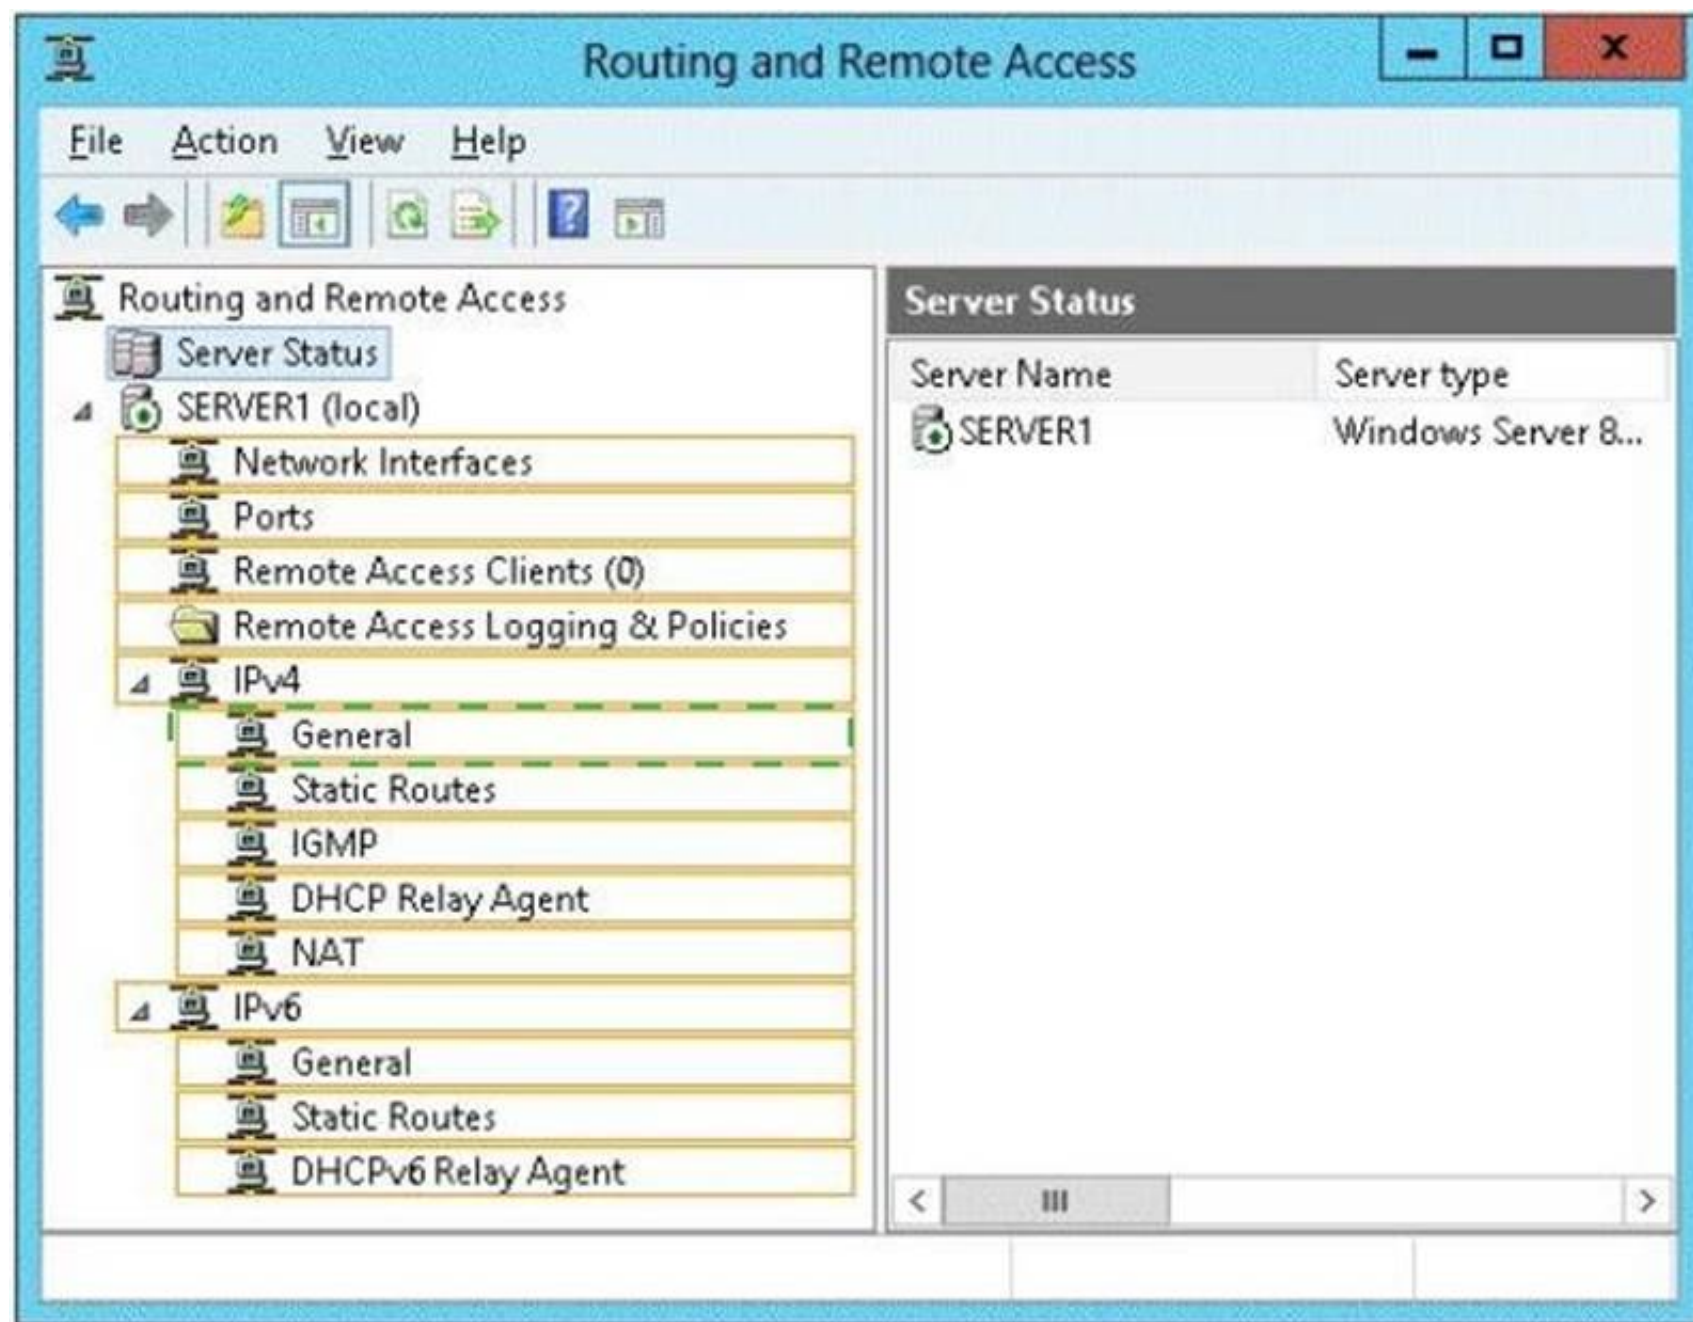 Routing and Remote Access
File Action View Help
Routing and Remote Access
Server Status
SERVER1 (local)
Network Interfaces
Ports
Remote Access Clients (0)
Remote Access Logging & Policies
IPv4
General
Static Routes
IGMP
DHCP Relay Agent
NAT
IPv6
General
Static Routes
DHCPv6 Relay Agent
Server Status
Server Name Server type
SERVER1 Windows Server 8...